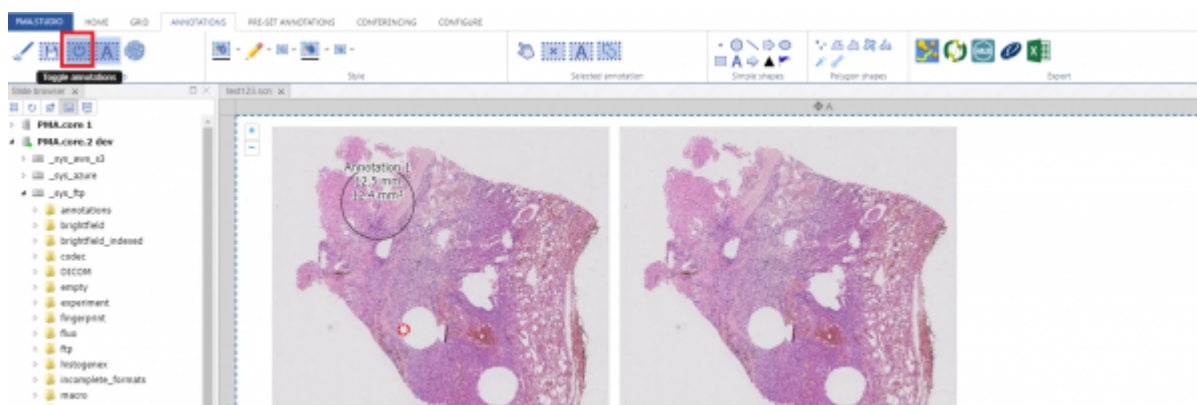 PMA.STUDIO HOME GRID ANNOTATIONS PRE-SET ANNOTATIONS CONFERENCING CONFIGURE
Toggle annotations
Style
Selected annotation
Simple shapes
Polygon shapes
Export
Slide browser
test123.scn
A
PMA.core 1
PMA.core.2 dev
_sys_aws_s3
_sys_azure
_sys_ftp
annotations
brightfield
brightfield_indexed
codec
DICOM
empty
experiment
fingerprint
fluo
ftp
histogenex
incomplete_formats
macro
Annotation 1
12.5 mm
12.4 mm²